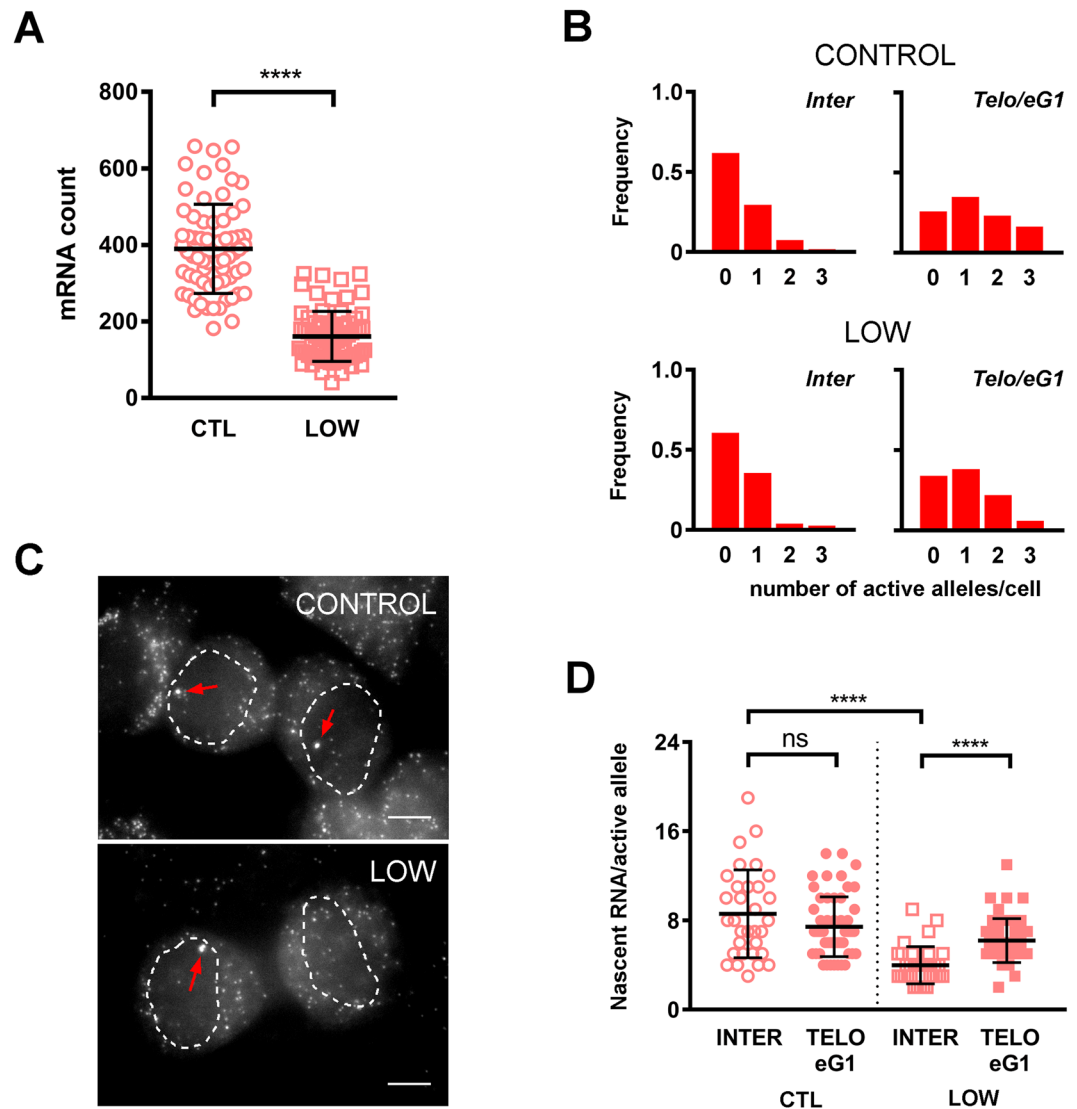 A
****
800
600
400
200
0
mRNA count
CTL LOW
B
CONTROL
Inter Telo/eG1
1.0
0.5
0
Frequency
0 1 2 3 0 1 2 3
LOW
Inter Telo/eG1
1.0
0.5
0
Frequency
0 1 2 3 0 1 2 3
number of active alleles/cell
C
CONTROL
LOW
D
****
ns ****
24
16
8
0
Nascent RNA/active allele
INTER TELO INTER TELO
eG1 eG1
CTL LOW